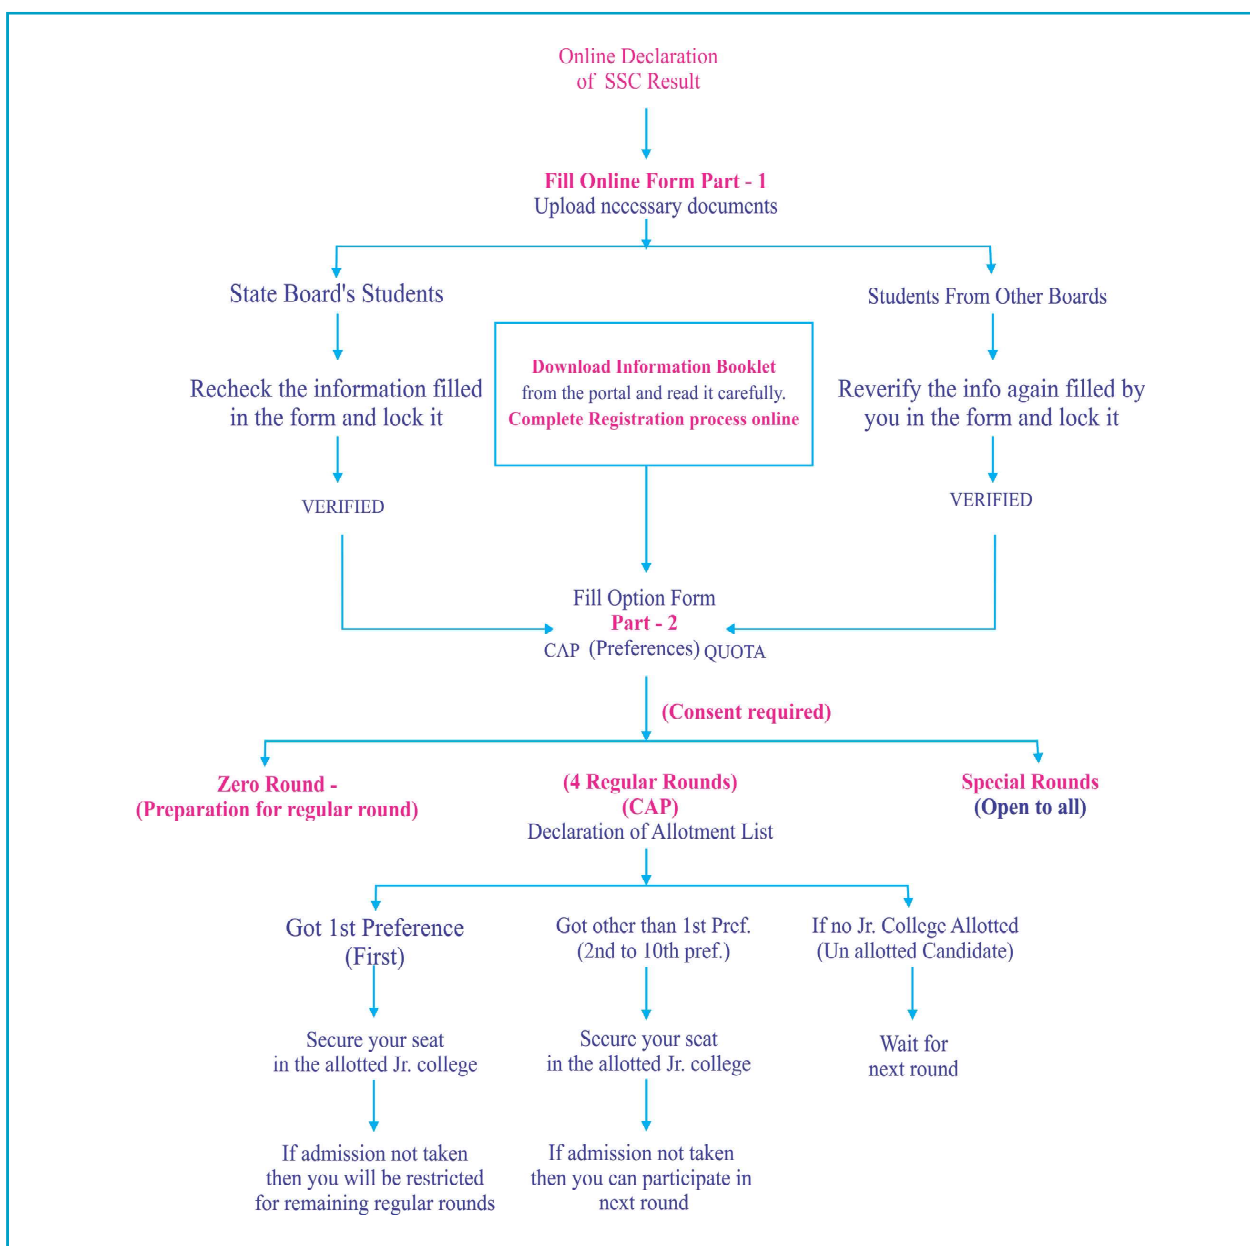 Online Declaration
of SSC Result
Fill Online Form Part - 1
Upload necessary documents
State Board's Students
Students From Other Boards
Download Information Booklet
from the portal and read it carefully.
Complete Registration process online
Recheck the information filled
in the form and lock it
Reverify the info again filled by
you in the form and lock it
VERIFIED
VERIFIED
Fill Option Form
Part - 2
CAP (Preferences) QUOTA
(Consent required)
Zero Round -
(Preparation for regular round)
(4 Regular Rounds)
(CAP)
Declaration of Allotment List
Special Rounds
(Open to all)
Got 1st Preference
(First)
Got other than 1st Pref.
(2nd to 10th pref.)
If no Jr. College Allotted
(Un allotted Candidate)
Secure your seat
in the allotted Jr. college
Secure your seat
in the allotted Jr. college
Wait for
next round
If admission not taken
then you will be restricted
for remaining regular rounds
If admission not taken
then you can participate in
next round